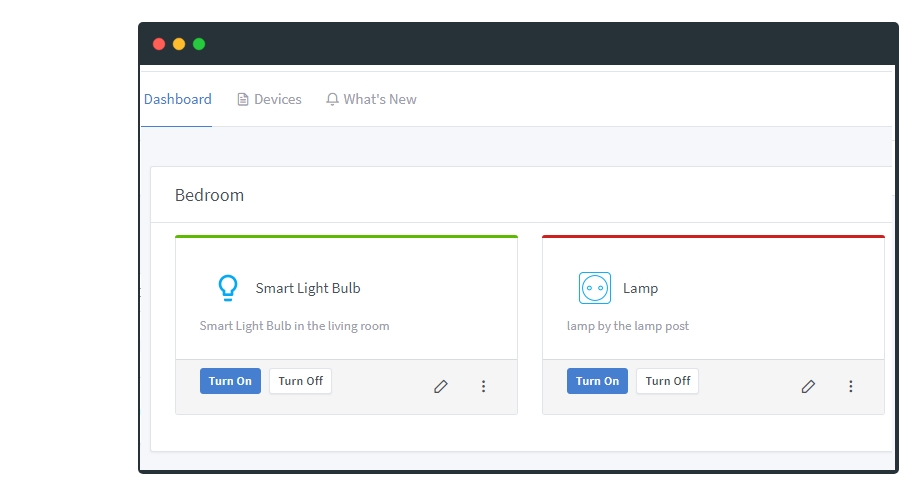 Dashboard Devices What's New
Bedroom
Smart Light Bulb
Smart Light Bulb in the living room
Turn On Turn Off
Lamp
lamp by the lamp post
Turn On Turn Off